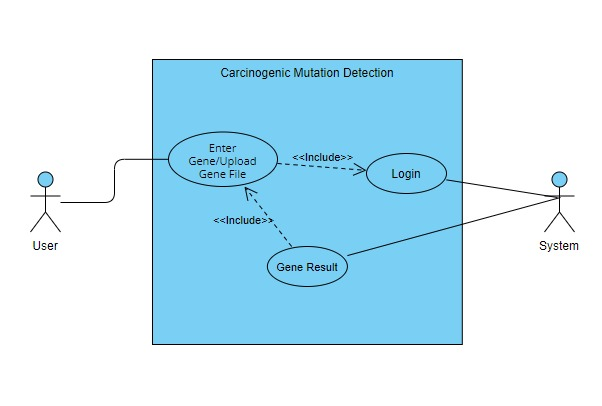 Carcinogenic Mutation Detection
Enter
Gene/Upload
Gene File
<<Include>>
Login
User
System
<<Include>>
Gene Result